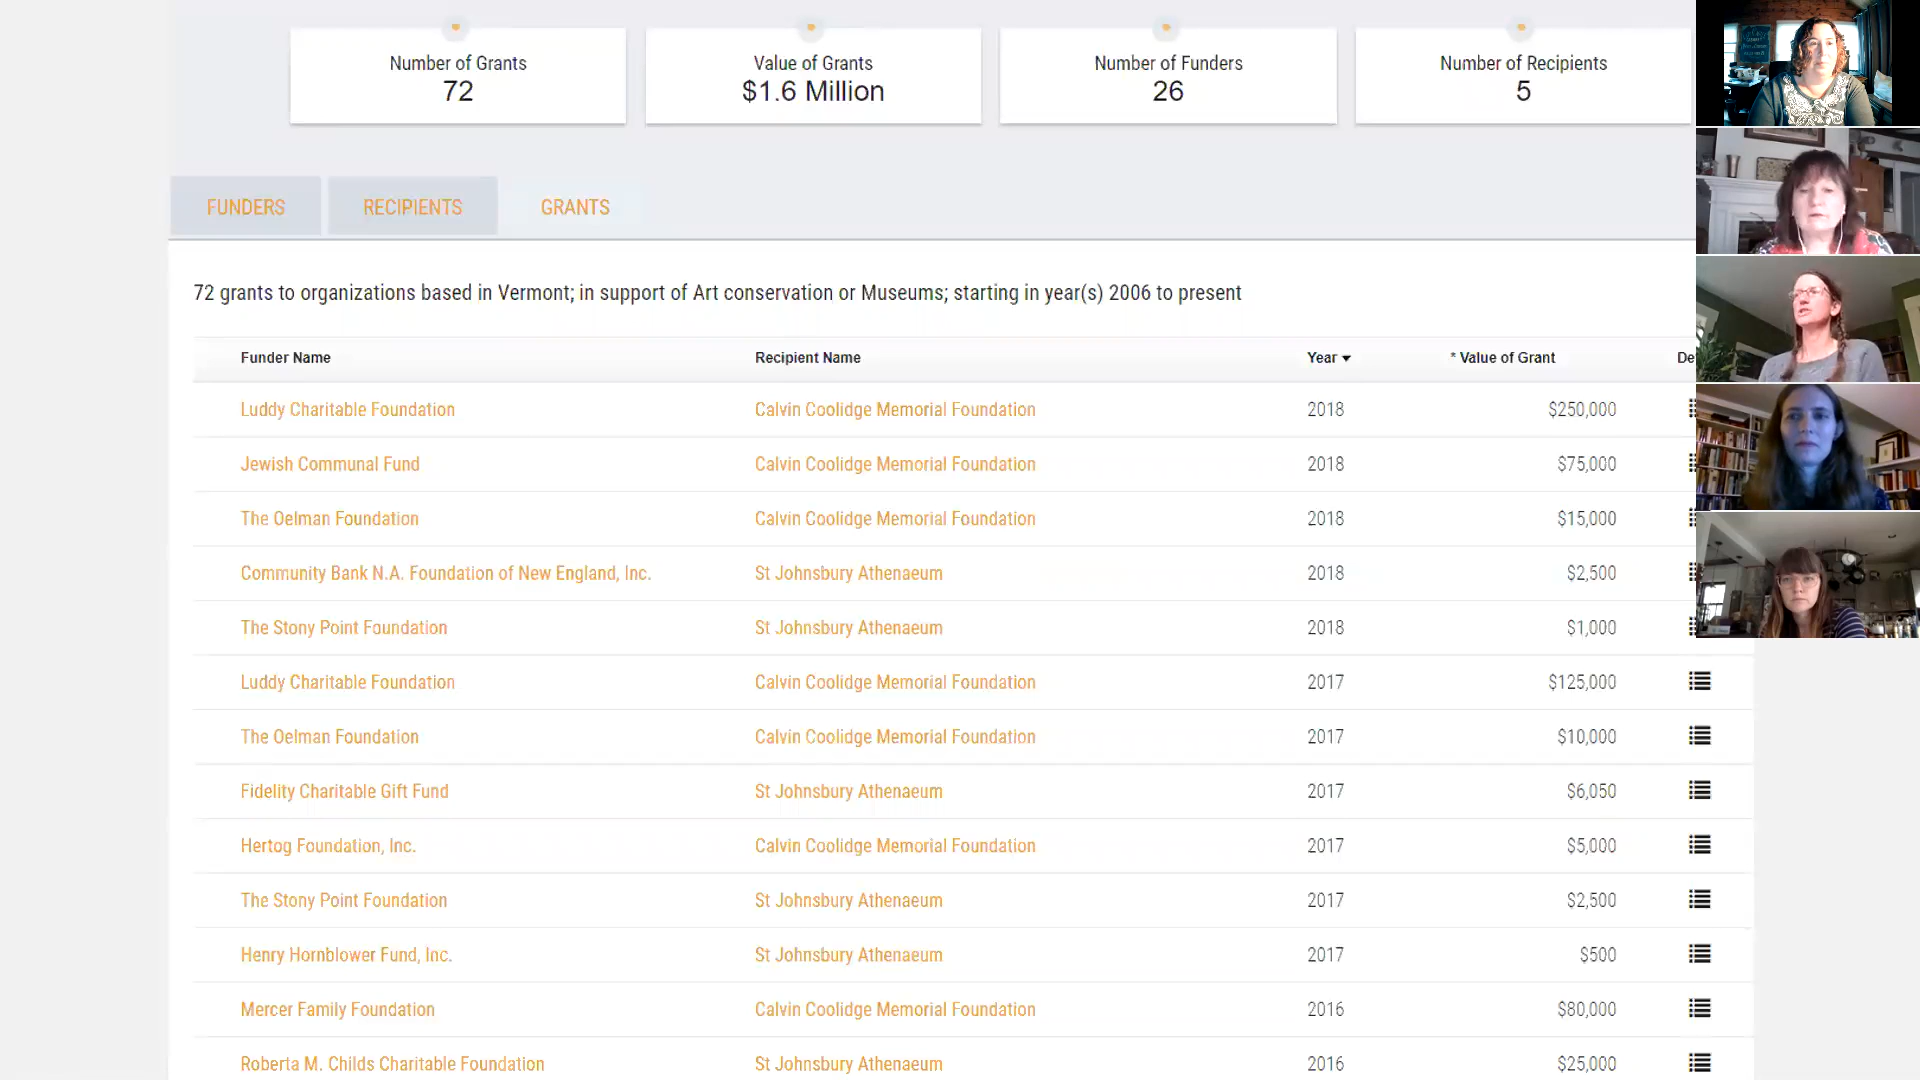 Number of Grants
72
Value of Grants
$1.6 Million
Number of Funders
26
Number of Recipients
5
FUNDERS RECIPIENTS GRANTS
72 grants to organizations based in Vermont; in support of Art conservation or Museums; starting in year(s) 2006 to present
Funder Name Recipient Name Year * Value of Grant De
Luddy Charitable Foundation Calvin Coolidge Memorial Foundation 2018 $250,000
Jewish Communal Fund Calvin Coolidge Memorial Foundation 2018 $75,000
The Oelman Foundation Calvin Coolidge Memorial Foundation 2018 $15,000
Community Bank N.A. Foundation of New England, Inc. St Johnsbury Athenaeum 2018 $2,500
The Stony Point Foundation St Johnsbury Athenaeum 2018 $1,000
Luddy Charitable Foundation Calvin Coolidge Memorial Foundation 2017 $125,000
The Oelman Foundation Calvin Coolidge Memorial Foundation 2017 $10,000
Fidelity Charitable Gift Fund St Johnsbury Athenaeum 2017 $6,050
Hertog Foundation, Inc. Calvin Coolidge Memorial Foundation 2017 $5,000
The Stony Point Foundation St Johnsbury Athenaeum 2017 $2,500
Henry Hornblower Fund, Inc. St Johnsbury Athenaeum 2017 $500
Mercer Family Foundation Calvin Coolidge Memorial Foundation 2016 $80,000
Roberta M. Childs Charitable Foundation St Johnsbury Athenaeum 2016 $25,000